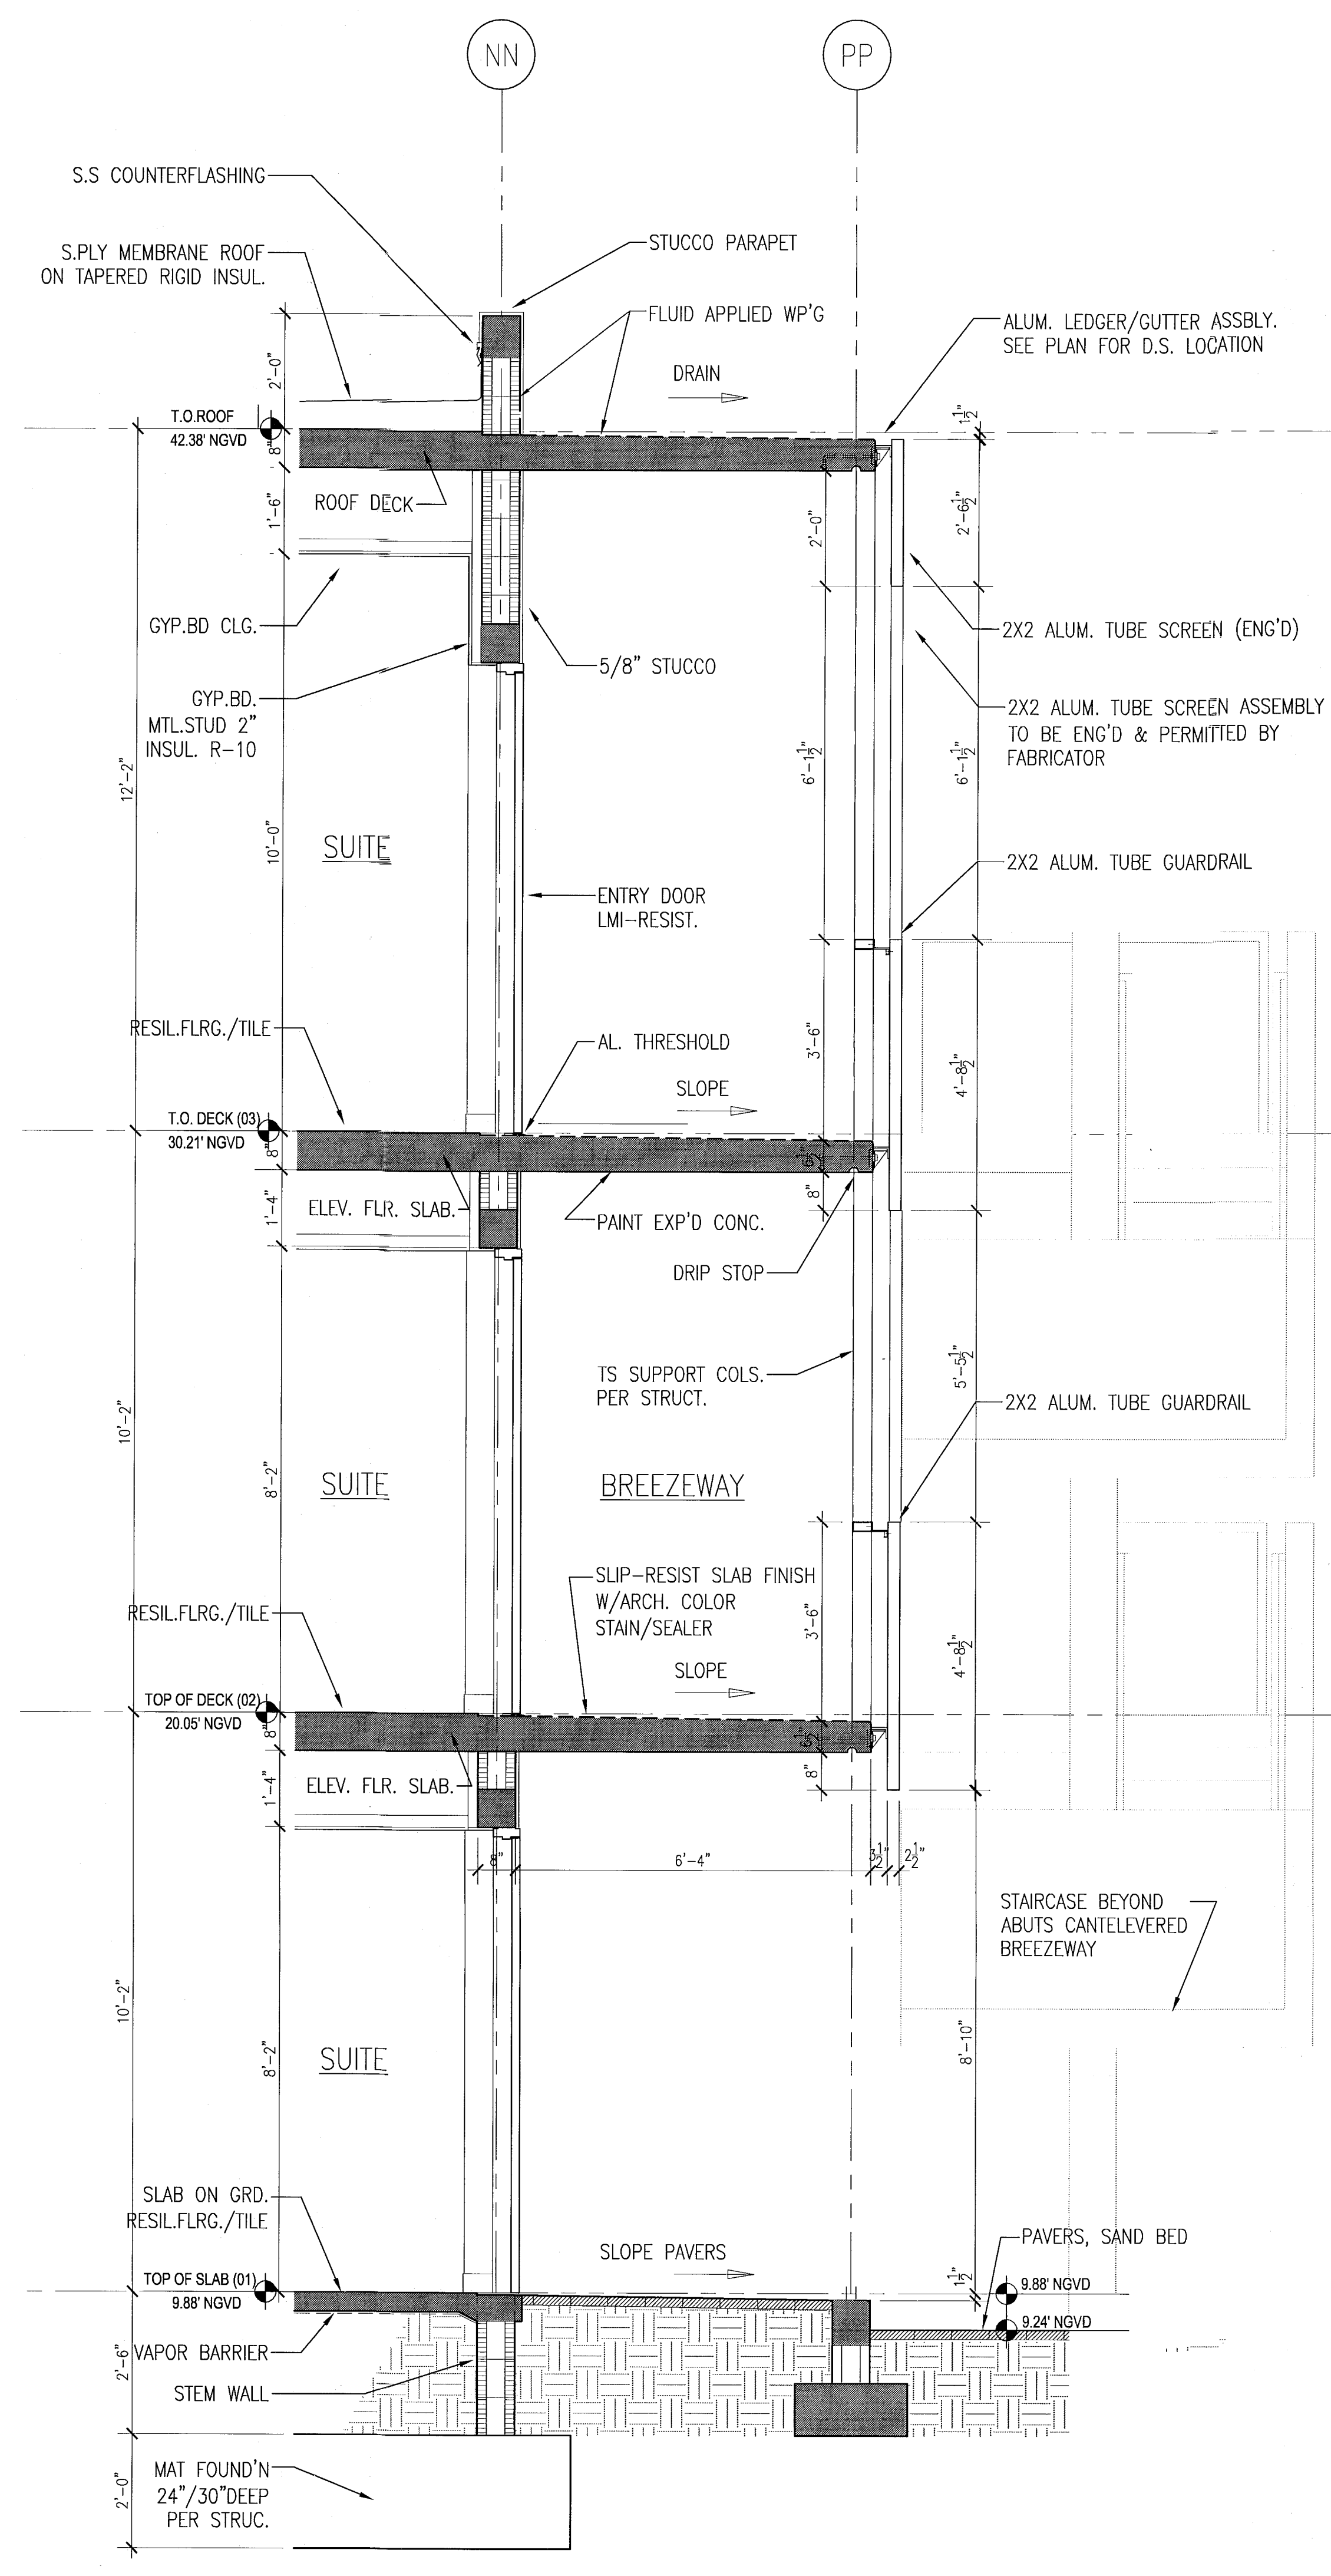 NN
PP
S.S COUNTERFLASHING
STUCCO PARAPET
S.PLY MEMBRANE ROOF
ON TAPERED RIGID INSUL.
FLUID APPLIED WP'G
ALUM. LEDGER/GUTTER ASSBLY.
SEE PLAN FOR D.S. LOCATION
DRAIN
2'-0"
1 1/2"
T.O.ROOF
42.38' NGVD
8"
ROOF DECK
1'-6"
2'-0"
2'-6 1/2"
GYP.BD CLG.
2X2 ALUM. TUBE SCREEN (ENG'D)
5/8" STUCCO
GYP.BD.
MTL.STUD 2"
INSUL. R-10
2X2 ALUM. TUBE SCREEN ASSEMBLY
TO BE ENG'D & PERMITTED BY
FABRICATOR
12'-2"
6'-1 1/2"
6'-1 1/2"
10'-0"
SUITE
2X2 ALUM. TUBE GUARDRAIL
ENTRY DOOR
LMI-RESIST.
RESIL.FLRG./TILE
AL. THRESHOLD
3'-6"
4'-8 1/2"
SLOPE
T.O. DECK (03)
30.21' NGVD
8"
6 1/2"
8"
1'-4"
ELEV. FLR. SLAB.
PAINT EXP'D CONC.
DRIP STOP
TS SUPPORT COLS.
PER STRUCT.
5'-5 1/2"
2X2 ALUM. TUBE GUARDRAIL
10'-2"
8'-2"
SUITE
BREEZEWAY
SLIP-RESIST SLAB FINISH
W/ARCH. COLOR
STAIN/SEALER
RESIL.FLRG./TILE
3'-6"
4'-8 1/2"
SLOPE
TOP OF DECK (02)
20.05' NGVD
8"
6 1/2"
8"
1'-4"
ELEV. FLR. SLAB.
8"
6'-4"
3 1/2"
2 1/2"
STAIRCASE BEYOND
ABUTS CANTELEVERED
BREEZEWAY
10'-2"
8'-2"
8'-10"
SUITE
SLAB ON GRD.
RESIL.FLRG./TILE
SLOPE PAVERS
PAVERS, SAND BED
TOP OF SLAB (01)
9.88' NGVD
1 1/2"
9.88' NGVD
9.24' NGVD
VAPOR BARRIER
2'-6"
STEM WALL
MAT FOUND'N
24"/30"DEEP
PER STRUC.
2'-0"